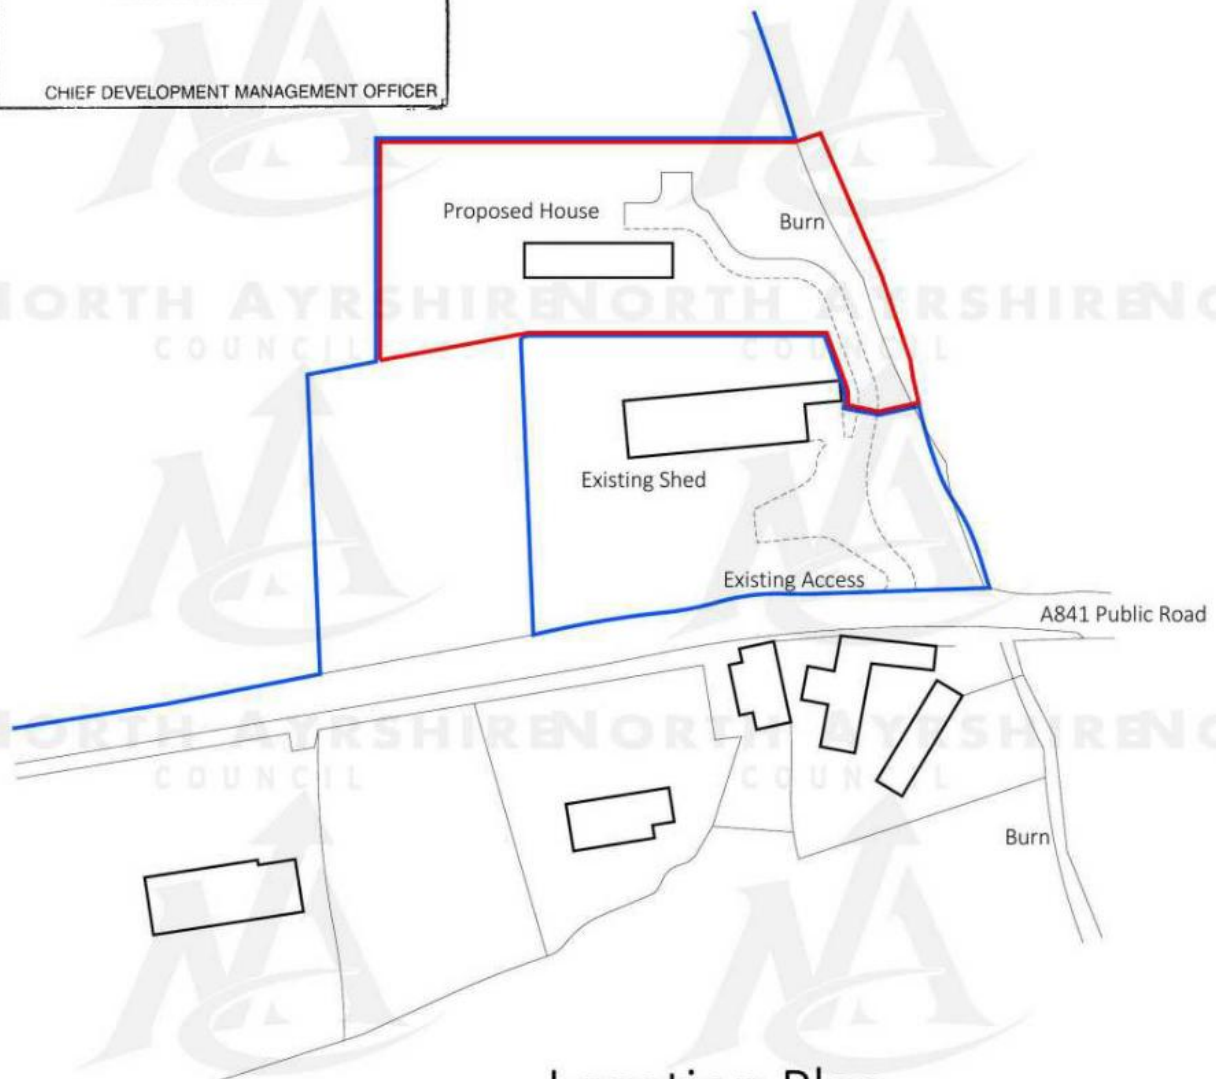 CHIEF DEVELOPMENT MANAGEMENT OFFICER
Proposed House
Burn
NORTH AYRSHIRE NORTH AYRSHIRE
COUNCIL COUNCIL
Existing Shed
Existing Access
A841 Public Road
NORTH AYRSHIRE NORTH AYRSHIRE
COUNCIL COUNCIL
Burn
Location Plan